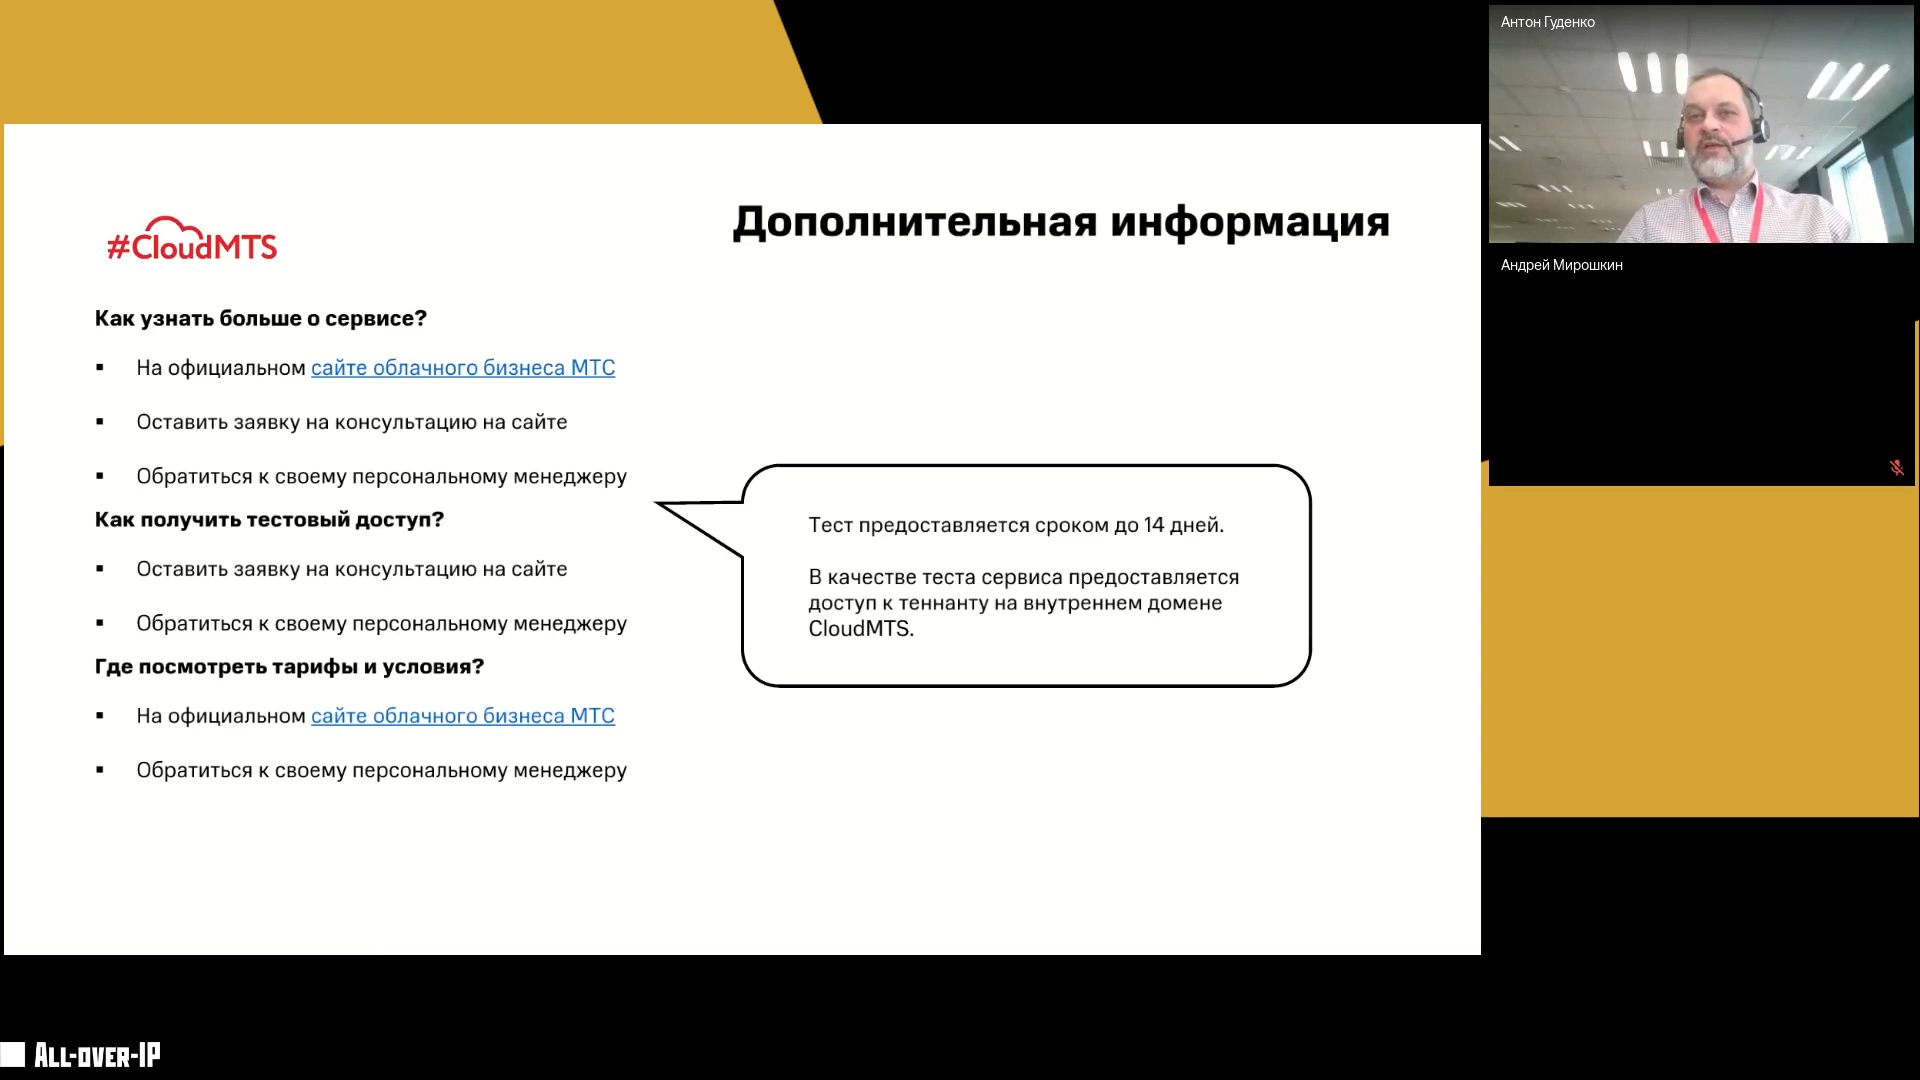 #CloudMTS
Дополнительная информация
Как узнать больше о сервисе?
▪ На официальном сайте облачного бизнеса МТС
▪ Оставить заявку на консультацию на сайте
▪ Обратиться к своему персональному менеджеру
Как получить тестовый доступ?
▪ Оставить заявку на консультацию на сайте
▪ Обратиться к своему персональному менеджеру
Где посмотреть тарифы и условия?
▪ На официальном сайте облачного бизнеса МТС
▪ Обратиться к своему персональному менеджеру
Тест предоставляется сроком до 14 дней.
В качестве теста сервиса предоставляется
доступ к теннанту на внутреннем домене
CloudMTS.
Антон Гуденко
Андрей Мирошкин
ALL-OVER-IP